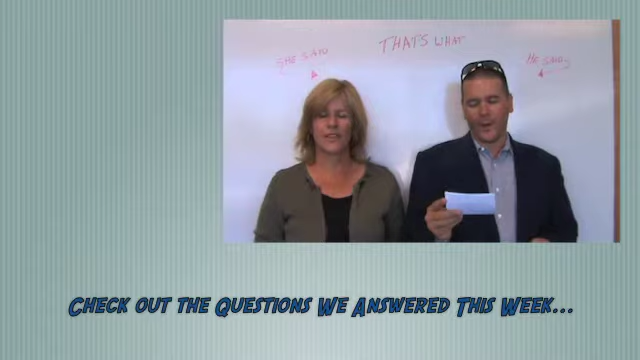 THAT'S WHAT
SHE SAID
HE SAID
Check out the Questions We Answered This Week...